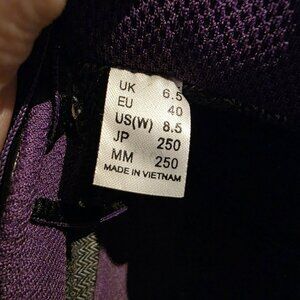 UK 6.5
EU 40
US(W) 8.5
JP 250
MM 250
MADE IN VIETNAM